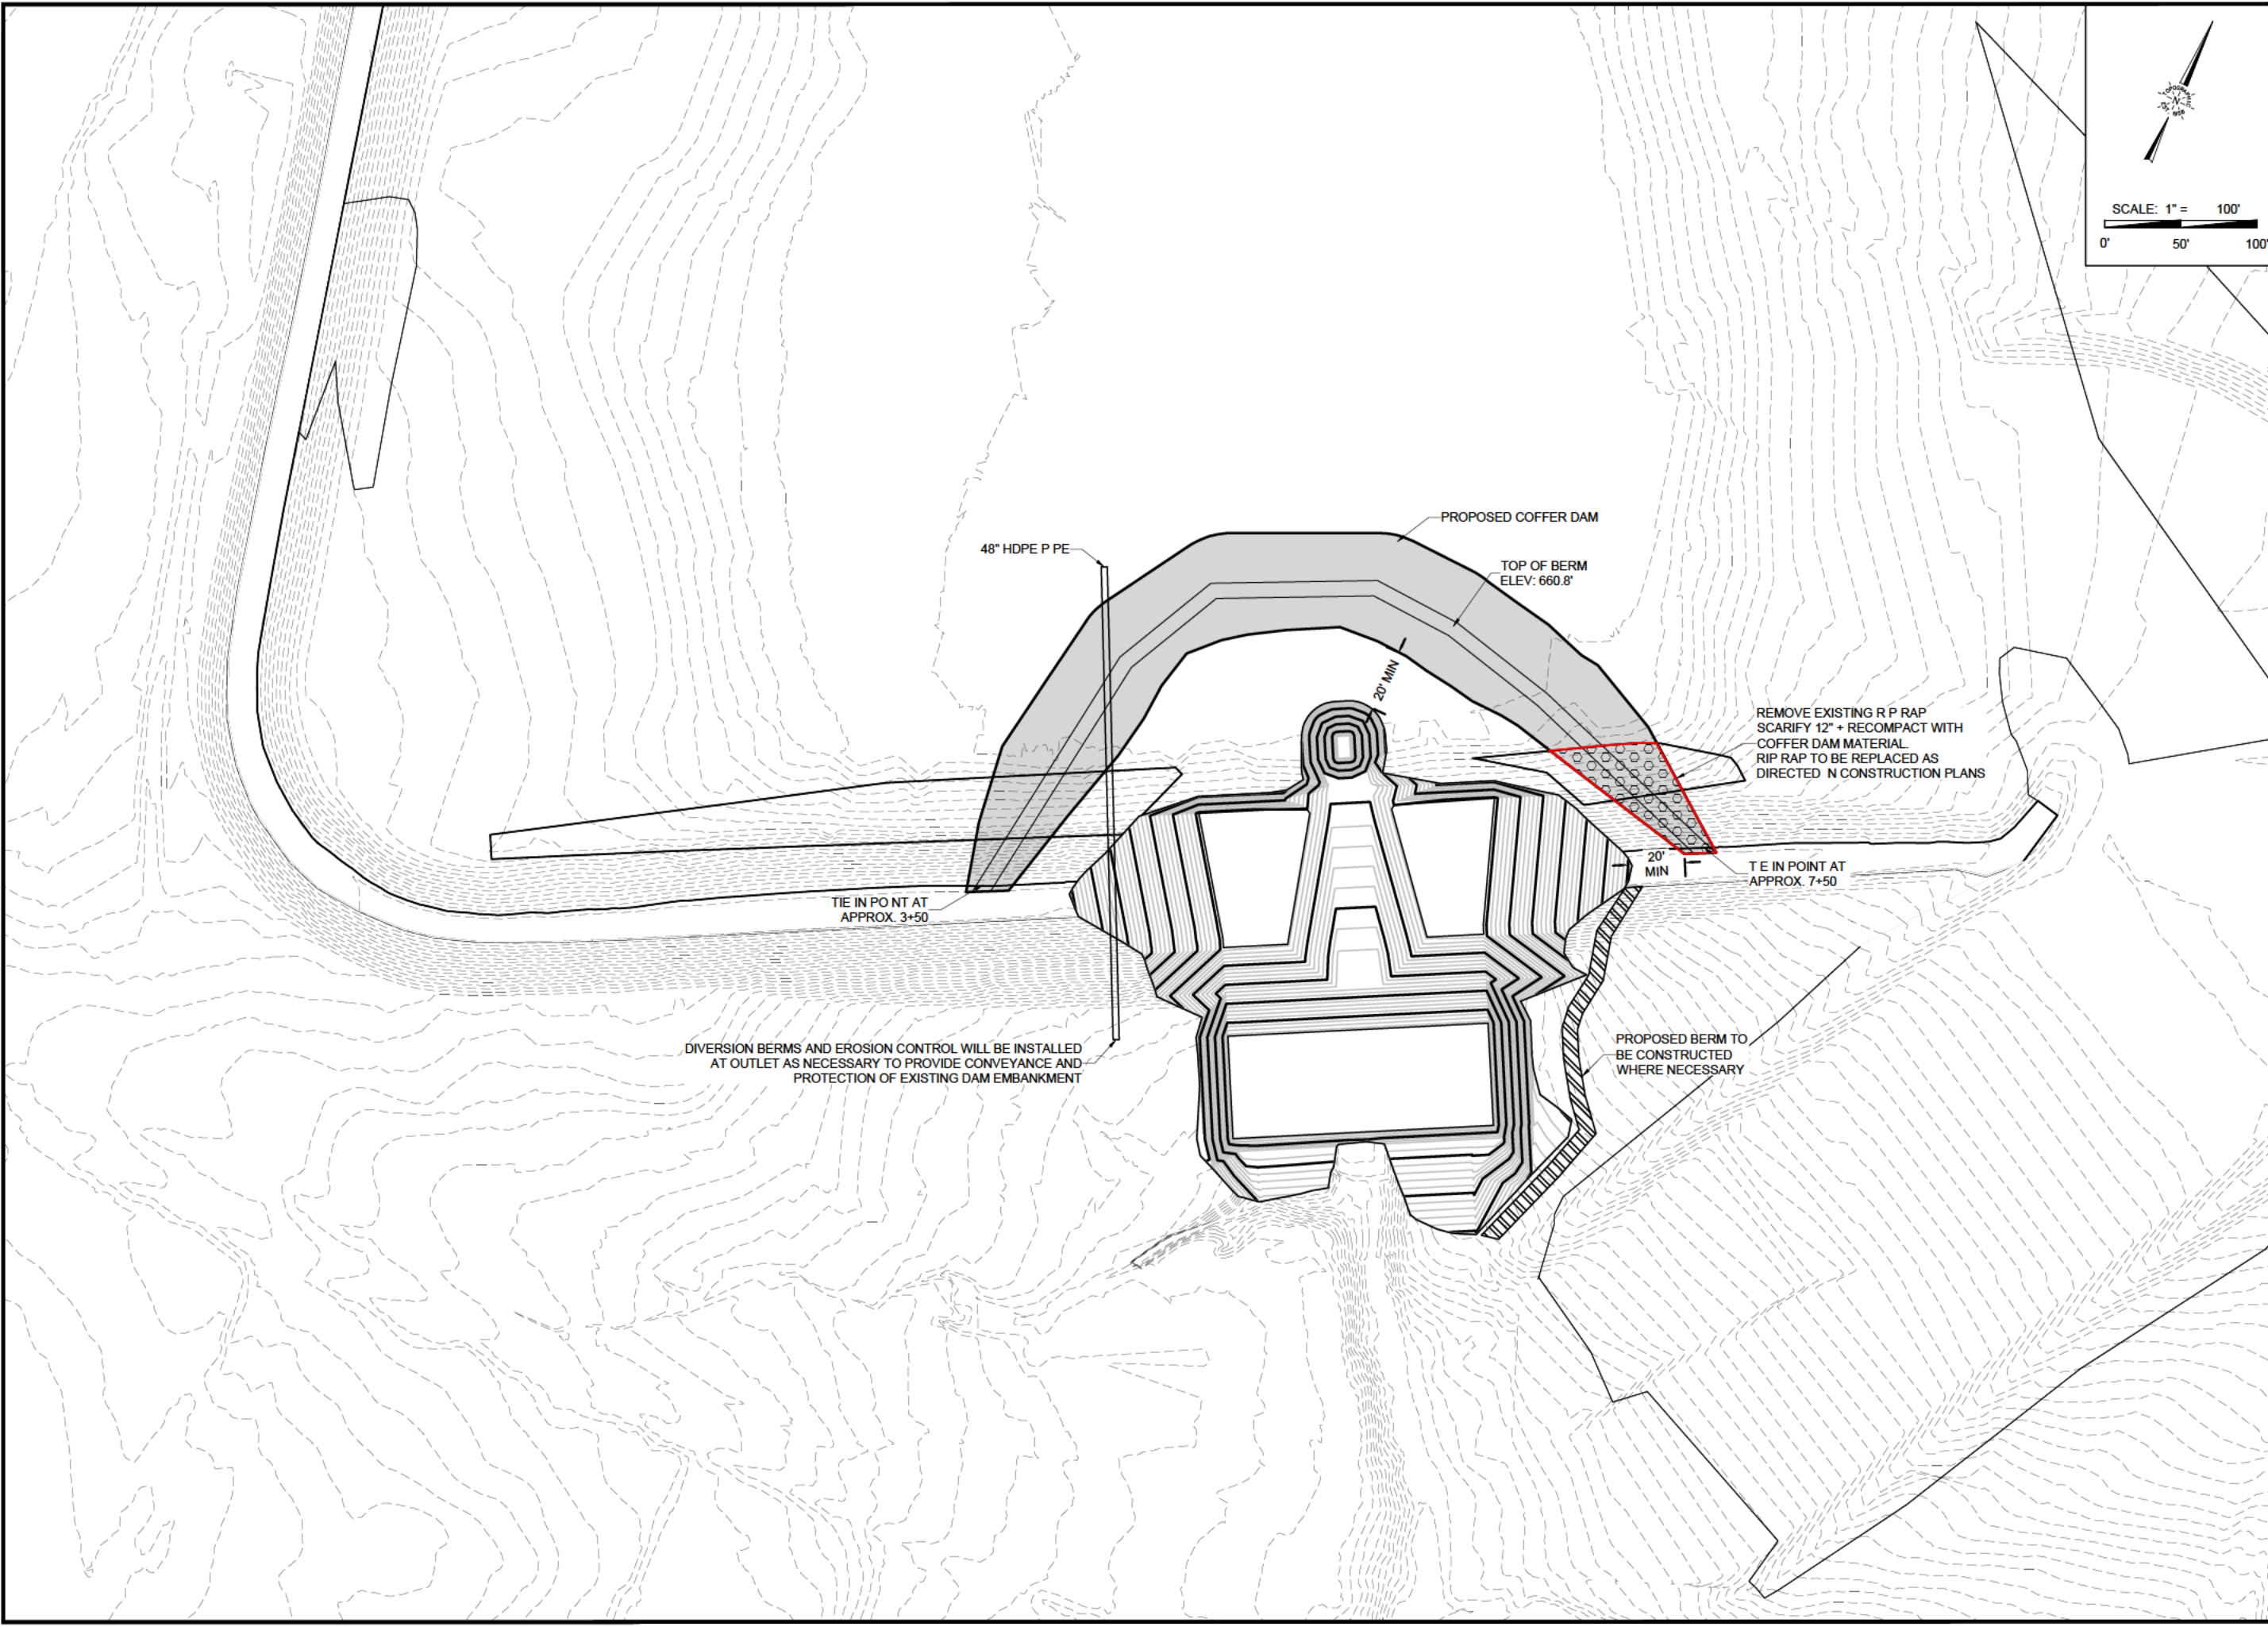 SCALE: 1" = 100'
0' 50' 100'
PROPOSED COFFER DAM
48" HDPE P PE
TOP OF BERM
ELEV: 660.8'
20' MIN
REMOVE EXISTING R P RAP
SCARIFY 12" + RECOMPACT WITH
COFFER DAM MATERIAL.
RIP RAP TO BE REPLACED AS
DIRECTED N CONSTRUCTION PLANS
20'
MIN
T E IN POINT AT
APPROX. 7+50
TIE IN PO NT AT
APPROX. 3+50
DIVERSION BERMS AND EROSION CONTROL WILL BE INSTALLED
AT OUTLET AS NECESSARY TO PROVIDE CONVEYANCE AND
PROTECTION OF EXISTING DAM EMBANKMENT
PROPOSED BERM TO
BE CONSTRUCTED
WHERE NECESSARY